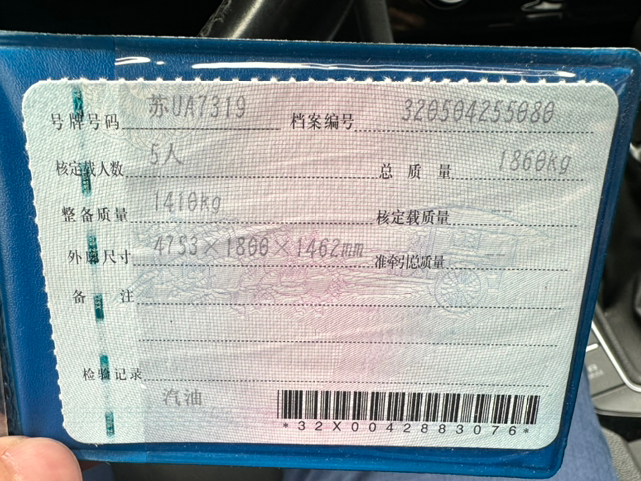 号牌号码 苏UA7319 档案编号 320504255080
核定载人数 5人 总质量 1860kg
整备质量 1410kg 核定载质量
外廓尺寸 4753×1800×1462mm 准牵引总质量 --
备注
检验记录
汽油
*32X0042883076*